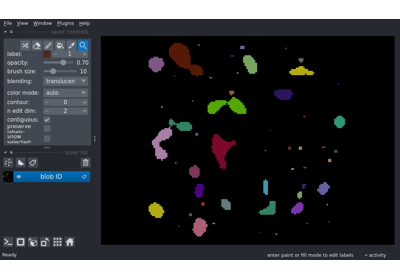 File View Window Plugins Help
layer controls
label: 1
opacity: 0.70
brush size: 10
blending: translucen
color mode: auto
contour: 0
n edit dim: 2
contiguous:
preserve labels:
show selected:
layer list
blob ID
Ready
enter paint or fill mode to edit labels
activity